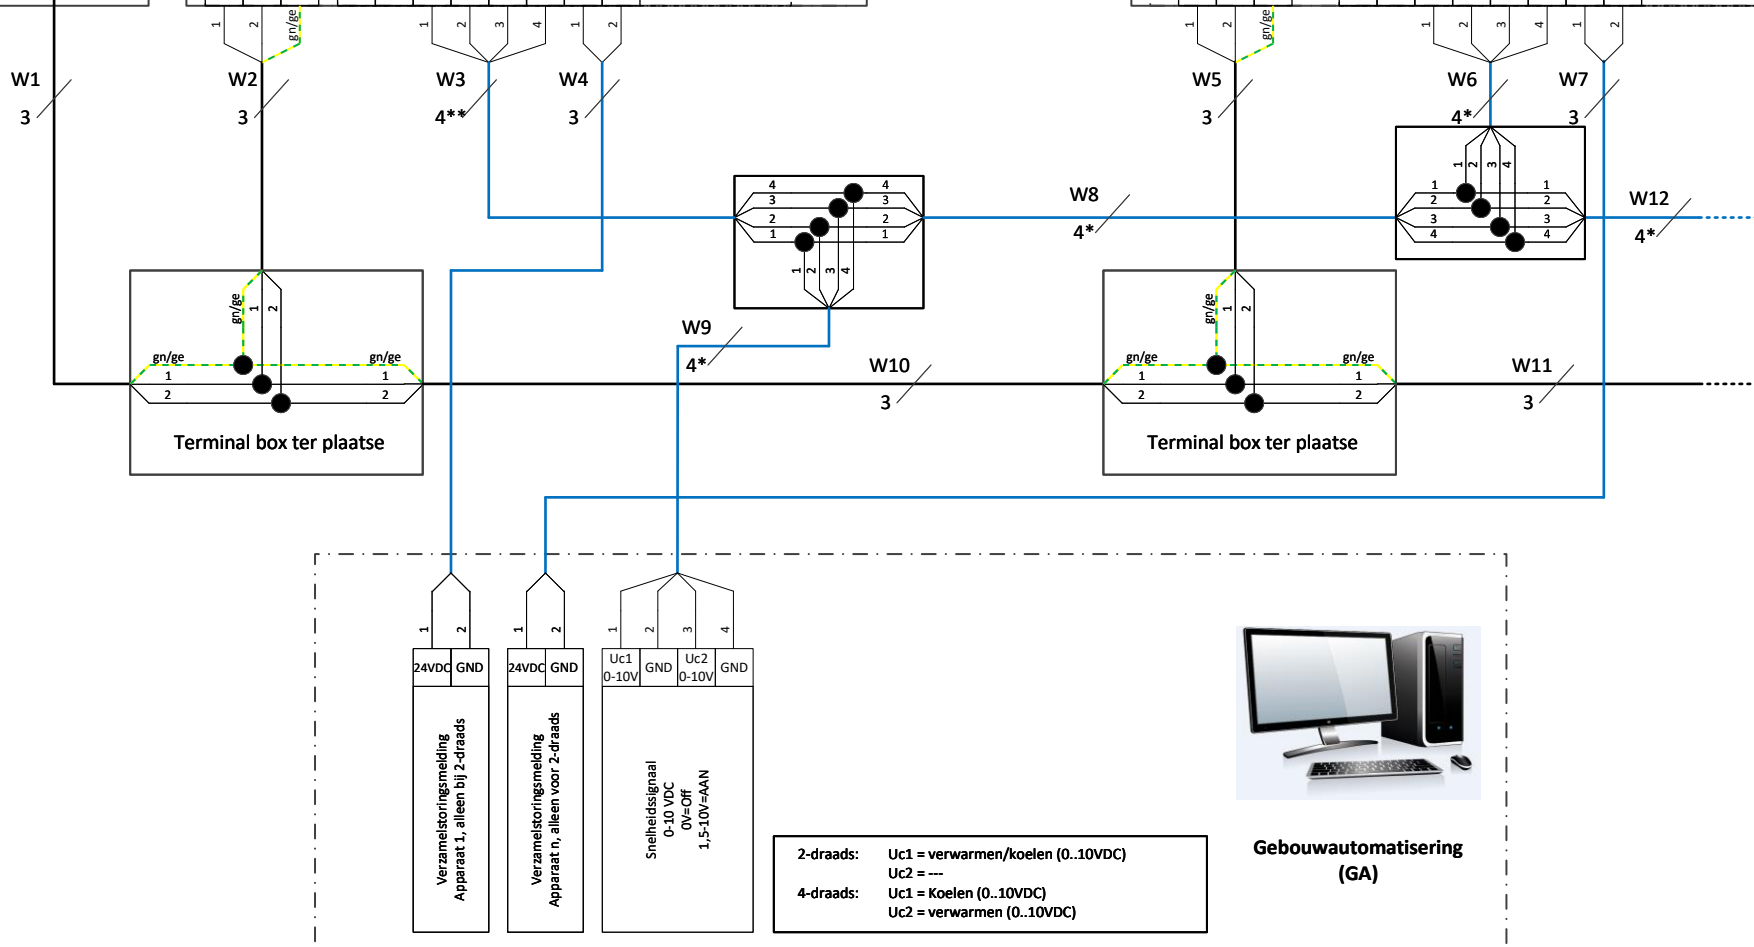 1
2
gn/ge
1
2
3
4
1
2
1
2
gn/ge
1
2
3
4
1
2
W1
3
W2
3
W3
4**
W4
3
W5
3
W6
4*
W7
3
4
3
2
1
4
3
2
1
1
2
3
4
W8
4*
1
2
3
4
1
2
3
4
1
2
3
4
W12
4*
gn/ge
1
2
gn/ge
1
2
gn/ge
1
2
Terminal box ter plaatse
W9
4*
W10
3
gn/ge
1
2
gn/ge
1
2
gn/ge
1
2
Terminal box ter plaatse
W11
3
1
2
24VDC
GND
Verzamelstoringsmelding
Apparaat 1, alleen bij 2-draads
1
2
24VDC
GND
Verzamelstoringsmelding
Apparaat n, alleen voor 2-draads
1
2
3
4
Uc1
0-10V
GND
Uc2
0-10V
GND
Snelheidssignaal
0-10 VDC
0V=Off
1,5-10V=AAN
2-draads: Uc1 = verwarmen/koelen (0..10VDC)
Uc2 = ---
4-draads: Uc1 = Koelen (0..10VDC)
Uc2 = verwarmen (0..10VDC)
Gebouwautomatisering
(GA)